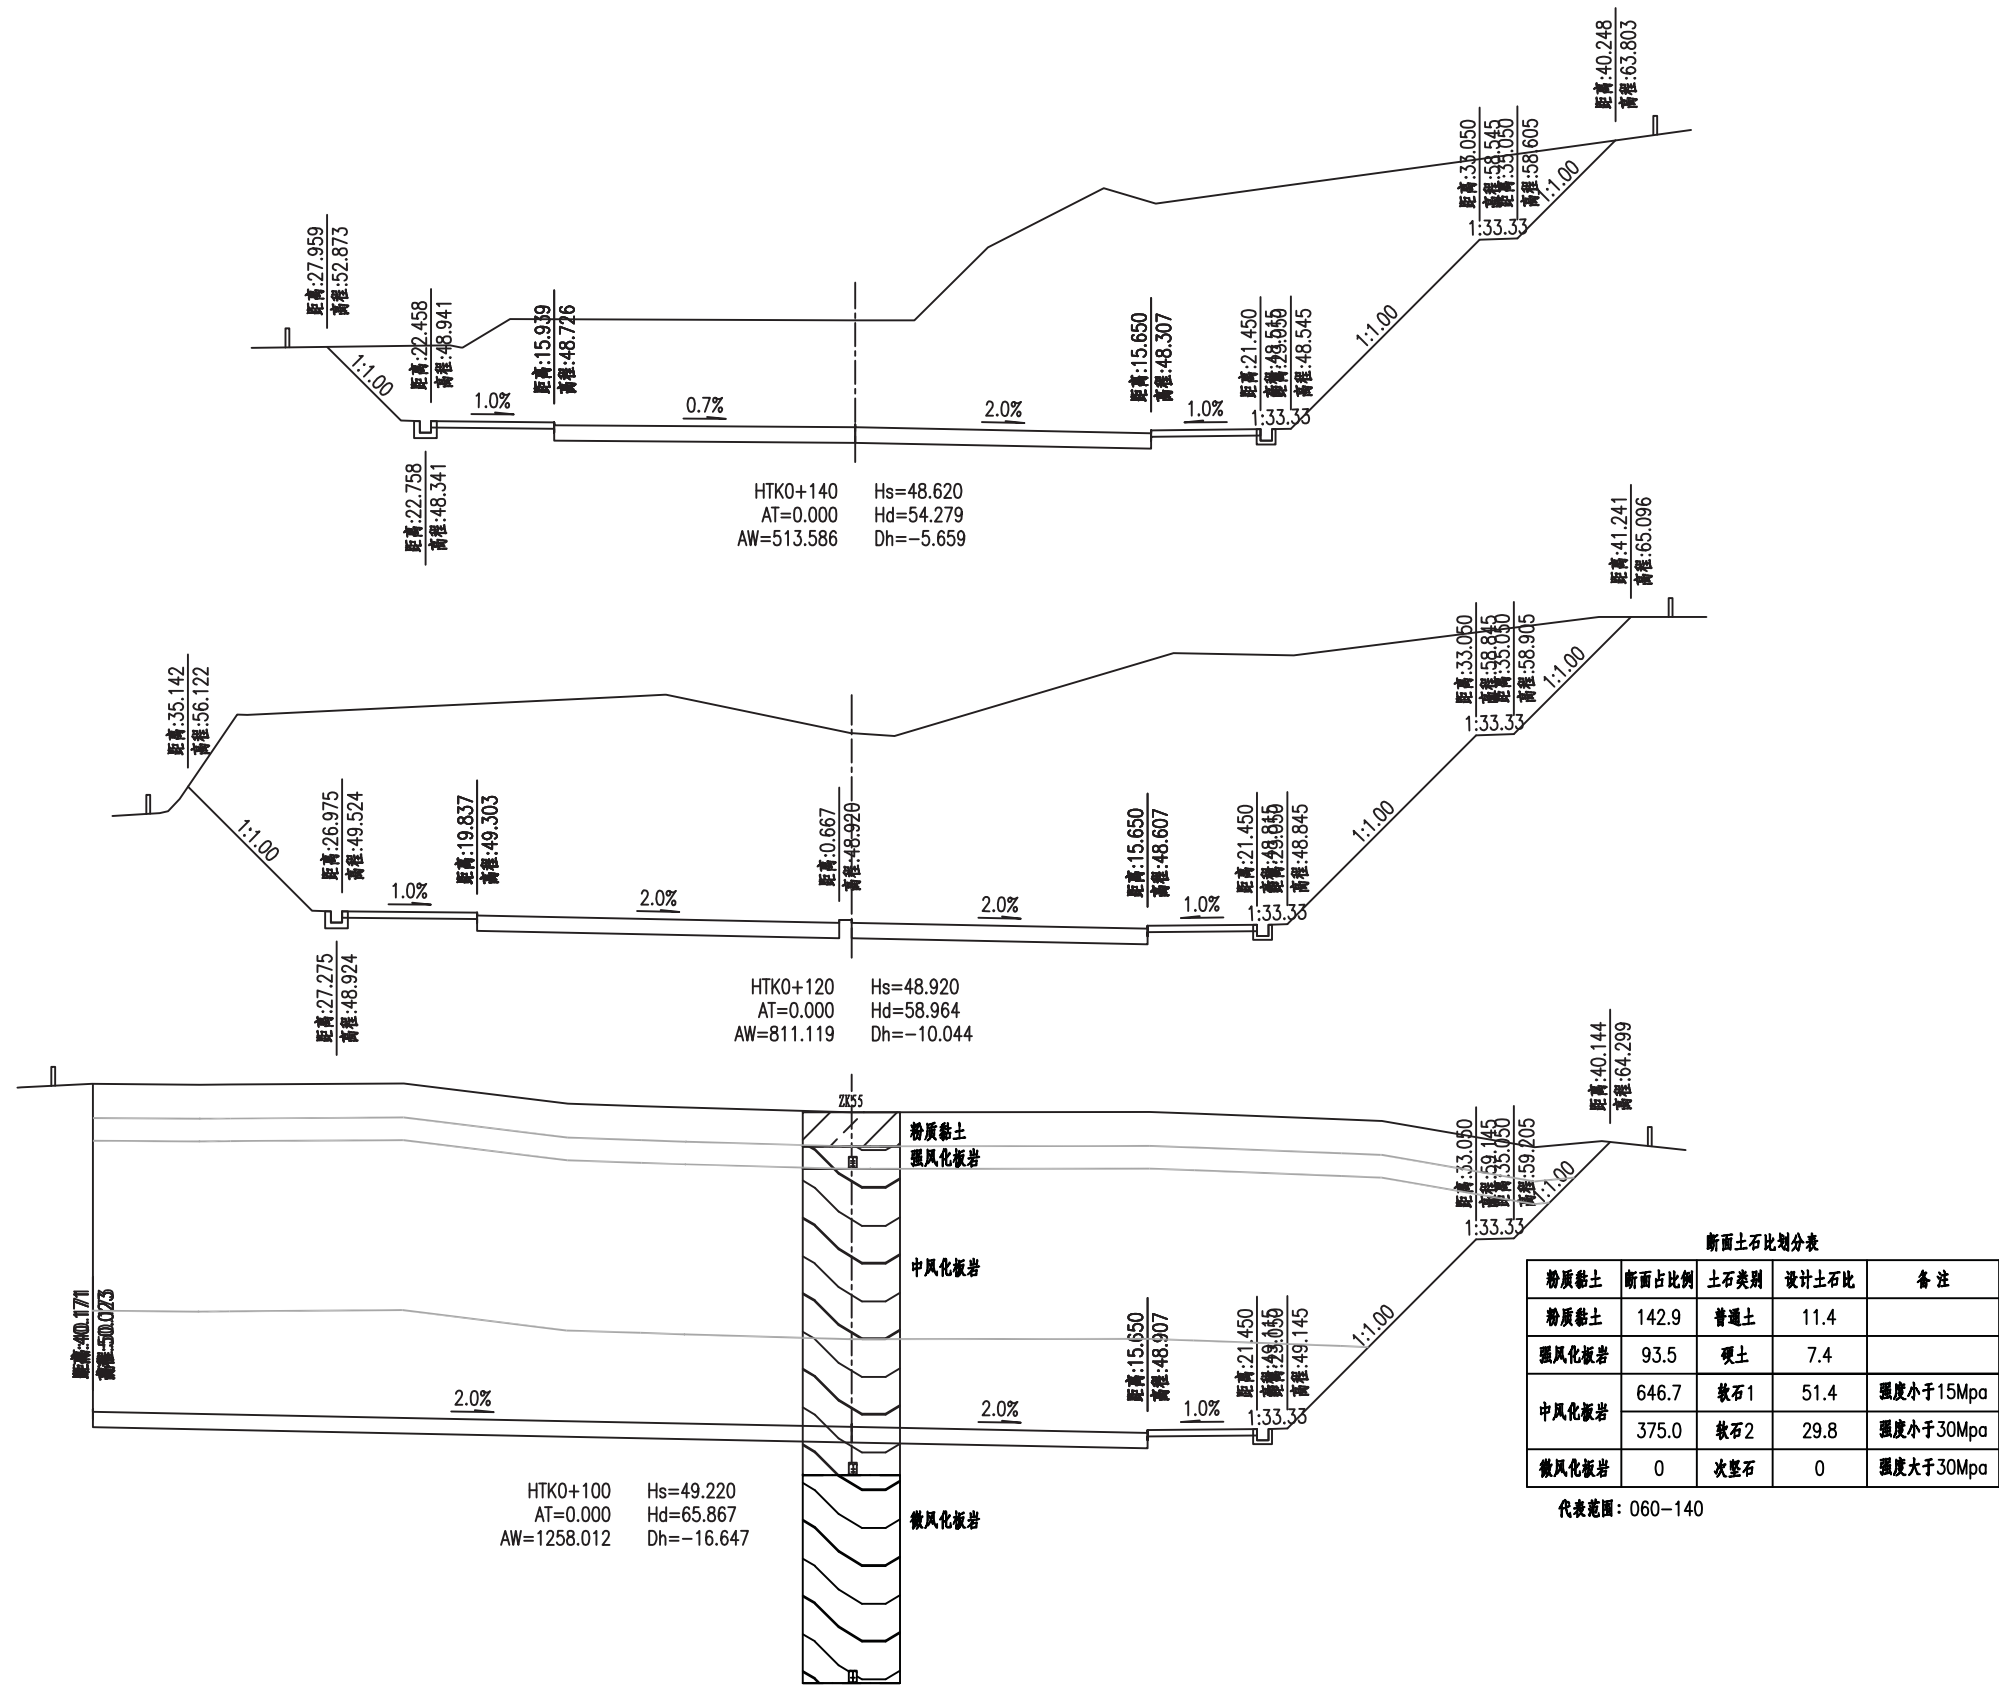 距离:40.248
高程:63.803
距离:33.050
高程:58.545
距离:35.050
高程:58.605
1:1.00
1:33.33
距离:27.959
高程:52.873
1:1.00
距离:22.458
高程:48.941
1.0%
距离:15.939
高程:48.726
0.7%
2.0%
距离:15.650
高程:48.307
1.0%
距离:21.450
高程:48.515
距离:29.050
高程:48.545
1:33.33
1:1.00
距离:22.758
高程:48.341
HTK0+140 Hs=48.620
AT=0.000 Hd=54.279
AW=513.586 Dh=-5.659
距离:41.241
高程:65.096
距离:33.050
高程:58.845
距离:35.050
高程:58.905
1:1.00
1:33.33
距离:35.142
高程:56.122
1:1.00
距离:26.975
高程:49.524
1.0%
距离:19.837
高程:49.303
2.0%
距离:0.667
高程:48.920
2.0%
距离:15.650
高程:48.607
1.0%
距离:21.450
高程:48.815
距离:29.050
高程:48.845
1:33.33
1:1.00
距离:27.275
高程:48.924
HTK0+120 Hs=48.920
AT=0.000 Hd=58.964
AW=811.119 Dh=-10.044
距离:40.144
高程:64.299
ZK55
粉质黏土
强风化板岩
中风化板岩
微风化板岩
距离:33.050
高程:59.145
距离:35.050
高程:59.205
1:1.00
1:33.33
距离:40.171
高程:50.023
2.0%
2.0%
距离:15.650
高程:48.907
1.0%
距离:21.450
高程:49.115
距离:29.050
高程:49.145
1:33.33
1:1.00
HTK0+100 Hs=49.220
AT=0.000 Hd=65.867
AW=1258.012 Dh=-16.647
断面土石比划分表
粉质黏土 断面占比例 土石类别 设计土石比 备 注
粉质黏土 142.9 普通土 11.4
强风化板岩 93.5 硬土 7.4
中风化板岩 646.7 软石1 51.4 强度小于15Mpa
375.0 软石2 29.8 强度小于30Mpa
微风化板岩 0 次坚石 0 强度大于30Mpa
代表范围：060-140